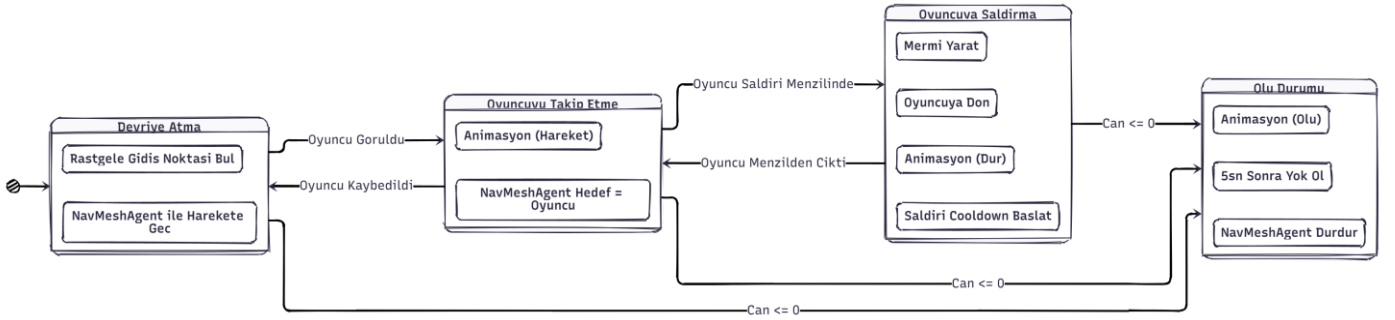 Devriye Atma
Rastgele Gidis Noktasi Bul
NavMeshAgent ile Harekete
Gec
Oyuncu Goruldu
Oyuncu Kaybedildi
Oyuncuyu Takip Etme
Animasyon (Hareket)
NavMeshAgent Hedef =
Oyuncu
Oyuncu Saldiri Menzilinde
Oyuncu Menzilden Cikti
Oyuncuya Saldirma
Mermi Yarat
Oyuncuya Don
Animasyon (Dur)
Saldiri Cooldown Baslat
Can <= 0
Olu Durumu
Animasyon (Olu)
5sn Sonra Yok Ol
NavMeshAgent Durdur
Can <= 0
Can <= 0